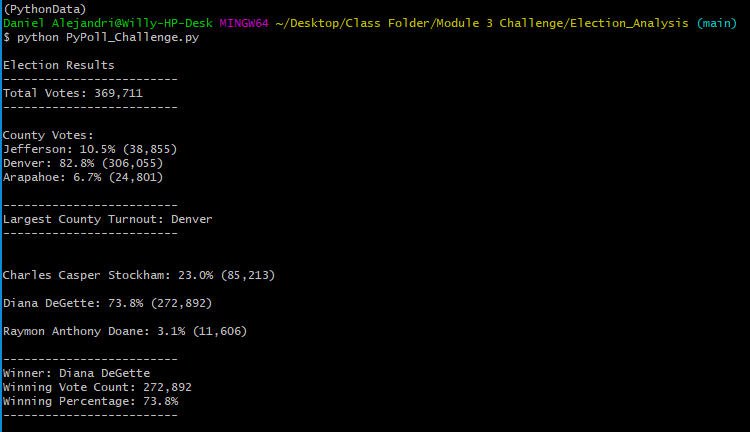 (PythonData)
Daniel Alejandri@Willy-HP-Desk MINGW64 ~/Desktop/Class Folder/Module 3 Challenge/Election_Analysis (main)
$ python PyPoll_Challenge.py
Election Results
-------------------------
Total Votes: 369,711
-------------------------
County Votes:
Jefferson: 10.5% (38,855)
Denver: 82.8% (306,055)
Arapahoe: 6.7% (24,801)
-------------------------
Largest County Turnout: Denver
-------------------------
Charles Casper Stockham: 23.0% (85,213)
Diana DeGette: 73.8% (272,892)
Raymon Anthony Doane: 3.1% (11,606)
-------------------------
Winner: Diana DeGette
Winning Vote Count: 272,892
Winning Percentage: 73.8%
-------------------------